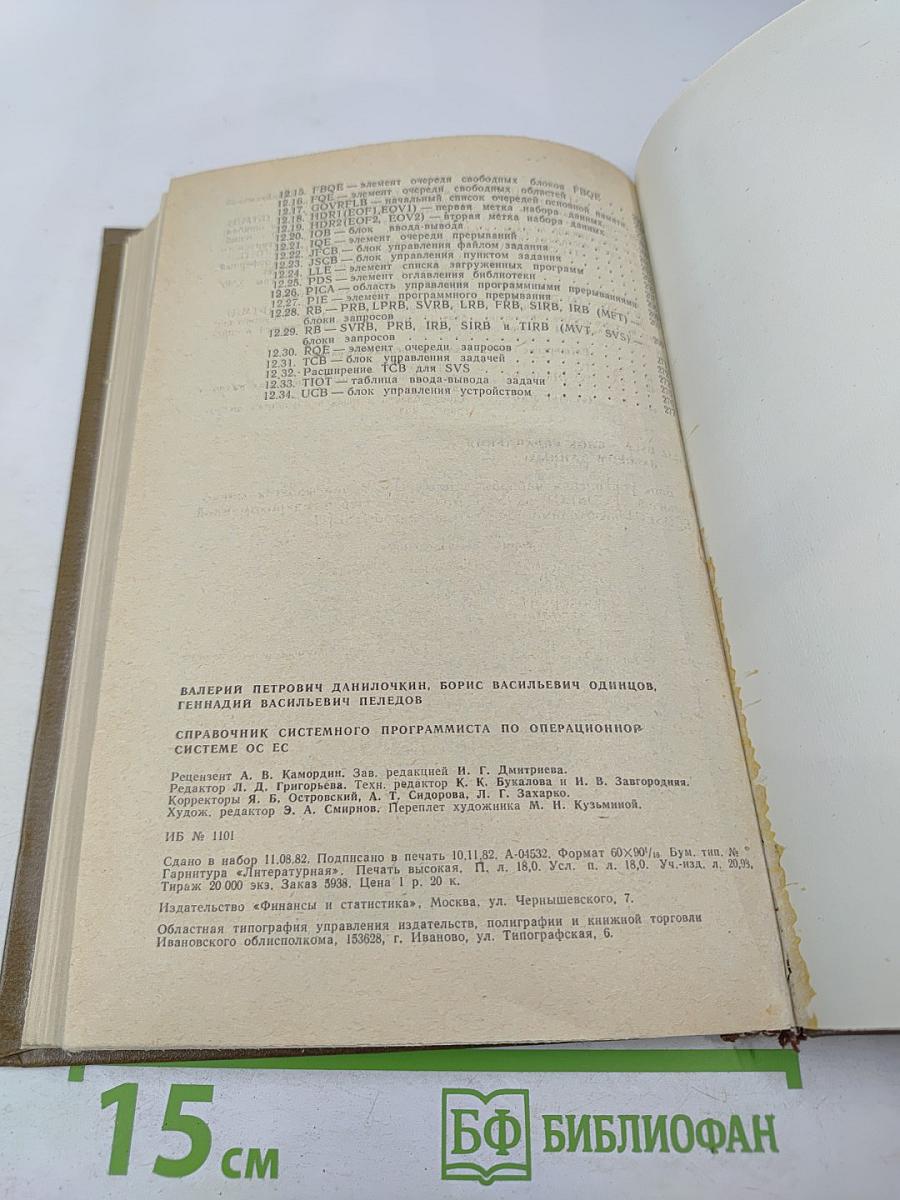 12.15. FBQE — элемент очереди свободных блоков FBQE
12.16. FQE — элемент очереди свободных областей
12.17. GOVRFLB — начальный список очередей основной памяти
12.18. HDR1 (EOF1, EOV1) — первая метка набора данных
12.19. HDR2 (EOF2, EOV2) — вторая метка набора данных
12.20. IOB — блок ввода-вывода
12.21. IQE — элемент очереди прерываний
12.22. JFCB — блок управления файлом задания
12.23. JSCB — блок управления пунктом задания
12.24. LLE — элемент списка загруженных программ
12.25. PDS — элемент оглавления библиотеки
12.26. PICA — область управления программными прерываниями
12.27. PIE — элемент программного прерывания
12.28. RB — PRB, LPRB, SVRB, LRB, FRB, SIRB, IRB (MFT) —
блоки запросов
12.29. RB — SVRB, PRB, IRB, SIRB и TIRB (MVT, SVS) —
блоки запросов
12.30. RQE — элемент очереди запросов
12.31. TCB — блок управления задачей
12.32. Расширение TCB для SVS
12.33. TIOT — таблица ввода-вывода задачи
12.34. UCB — блок управления устройством
ВАЛЕРИЙ ПЕТРОВИЧ ДАНИЛОЧКИН, БОРИС ВАСИЛЬЕВИЧ ОДИНЦОВ,
ГЕННАДИЙ ВАСИЛЬЕВИЧ ПЕЛЕДОВ
СПРАВОЧНИК СИСТЕМНОГО ПРОГРАММИСТА ПО ОПЕРАЦИОННОЙ
СИСТЕМЕ ОС ЕС
Рецензент А. В. Камордин. Зав. редакцией И. Г. Дмитриева.
Редактор Л. Д. Григорьева. Техн. редактор К. К. Букалова и И. В. Завгородняя.
Корректоры Я. Б. Островский, А. Т. Сидорова, Л. Г. Захарко.
Худож. редактор Э. А. Смирнов. Переплет художника М. Н. Кузьминой.
ИБ № 1101
Сдано в набор 11.08.82. Подписано в печать 10.11.82. А-04532. Формат 60×90¹/₁₆. Бум. тип. №
Гарнитура «Литературная». Печать высокая. П. л. 18,0. Усл. п. л. 18,0. Уч.-изд. л. 20,98.
Тираж 20 000 экз. Заказ 5938. Цена 1 р. 20 к.
Издательство «Финансы и статистика», Москва, ул. Чернышевского, 7.
Областная типография управления издательств, полиграфии и книжной торговли
Ивановского облисполкома, 153628, г. Иваново, ул. Типографская, 6.
15 см
БФ БИБЛИОФАН